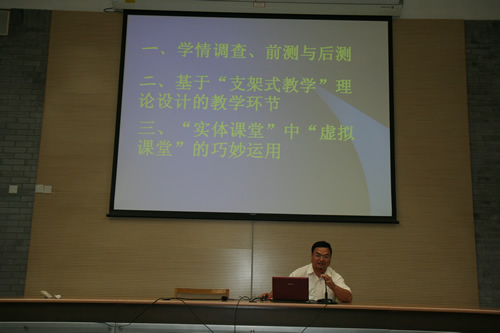 一、学情调查、前测与后测
二、基于“支架式教学”理
论设计的教学环节
三、“实体课堂”中“虚拟
课堂”的巧妙运用